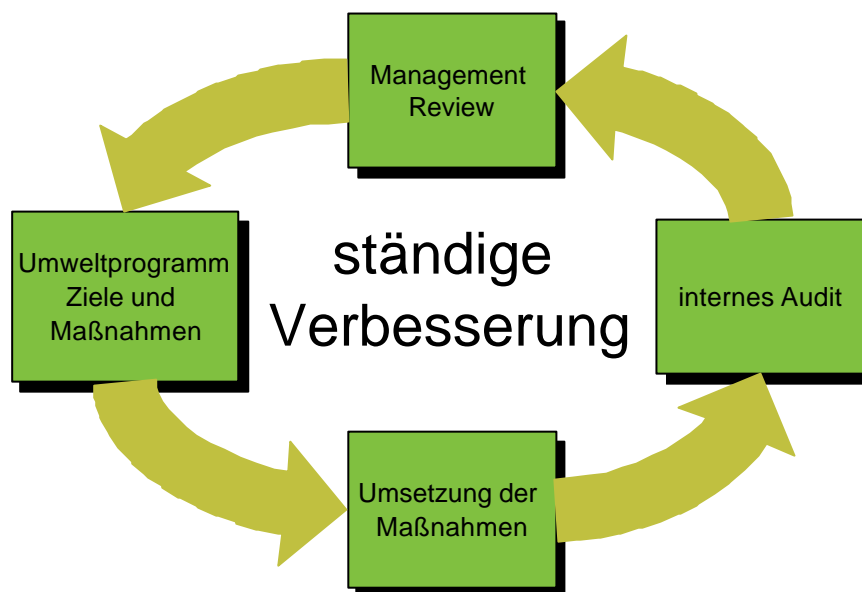 Management
Review
ständige
Verbesserung
Umweltprogramm
Ziele und
Maßnahmen
internes Audit
Umsetzung der
Maßnahmen